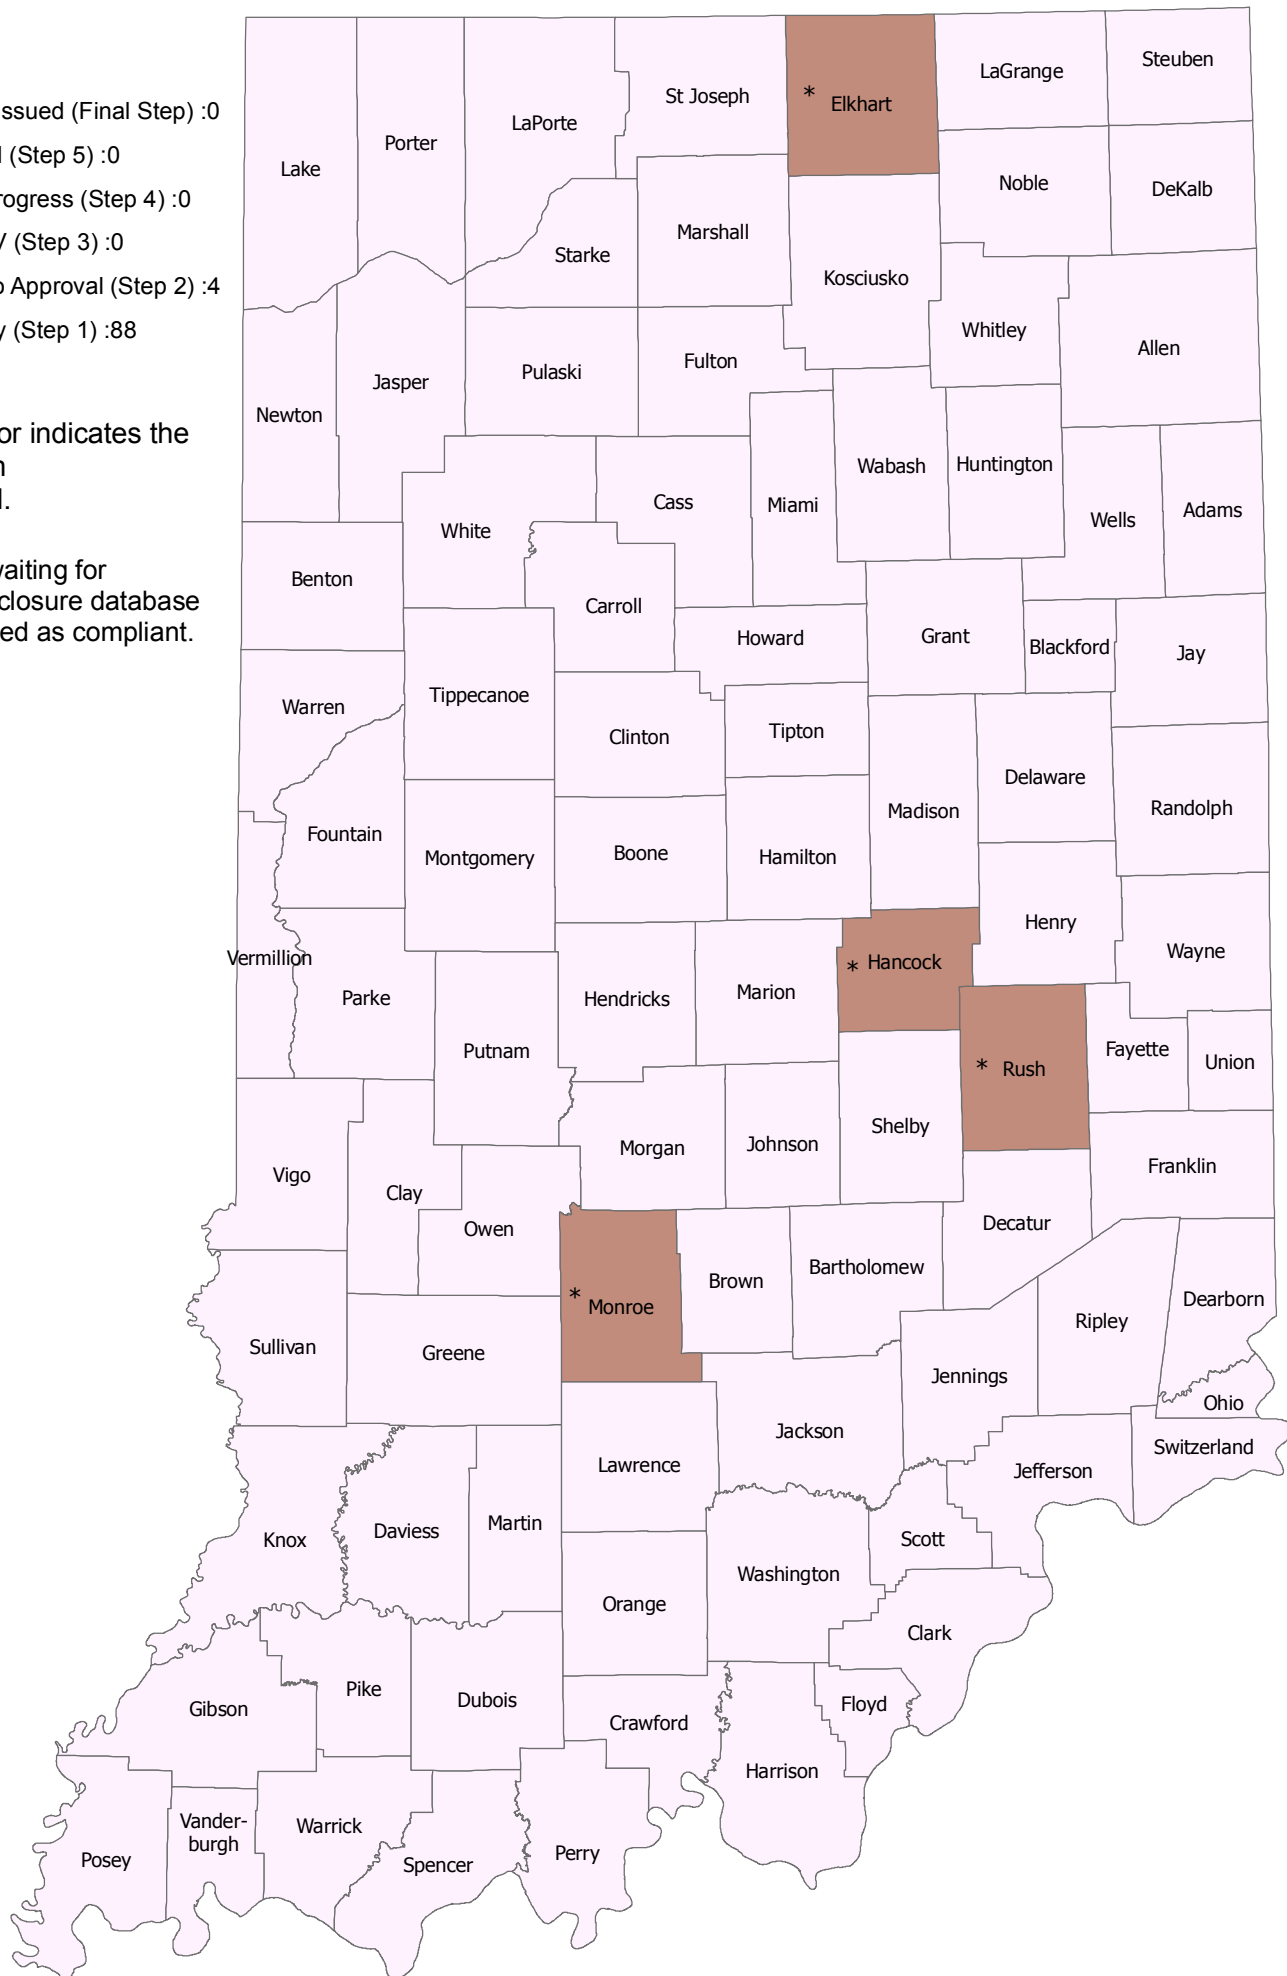 ssued (Final Step) :0
(Step 5) :0
rogress (Step 4) :0
(Step 3) :0
Approval (Step 2) :4
y (Step 1) :88
or indicates the
waiting for
closure database
ed as compliant.
Lake
Porter
LaPorte
St Joseph
* Elkhart
LaGrange
Steuben
Noble
DeKalb
Starke
Marshall
Kosciusko
Whitley
Allen
Newton
Jasper
Pulaski
Fulton
White
Cass
Miami
Wabash
Huntington
Wells
Adams
Benton
Carroll
Howard
Grant
Blackford
Jay
Warren
Tippecanoe
Clinton
Tipton
Madison
Delaware
Randolph
Fountain
Montgomery
Boone
Hamilton
Henry
Wayne
Vermillion
Parke
Putnam
Hendricks
Marion
* Hancock
* Rush
Fayette
Union
Vigo
Clay
Owen
Morgan
Johnson
Shelby
Franklin
Decatur
Sullivan
Greene
* Monroe
Brown
Bartholomew
Jennings
Ripley
Dearborn
Ohio
Switzerland
Jefferson
Jackson
Lawrence
Knox
Daviess
Martin
Orange
Washington
Scott
Clark
Gibson
Pike
Dubois
Crawford
Floyd
Harrison
Posey
Vander-
burgh
Warrick
Spencer
Perry